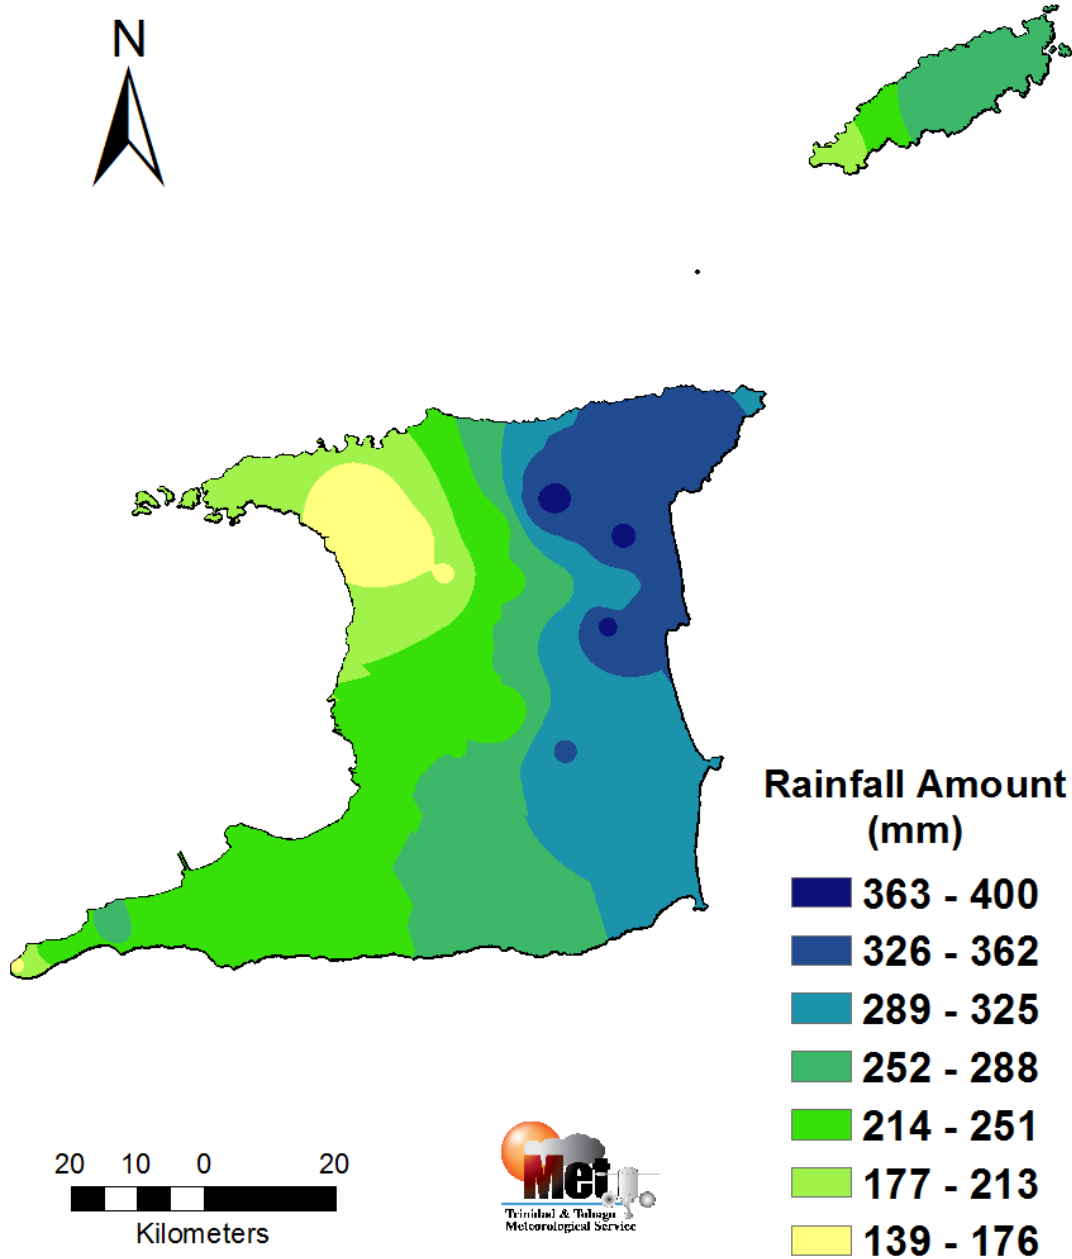 N
Rainfall Amount
(mm)
363 - 400
326 - 362
289 - 325
252 - 288
214 - 251
177 - 213
139 - 176
20 10 0 20
Kilometers
Met
Trinidad & Tobago
Meteorological Service